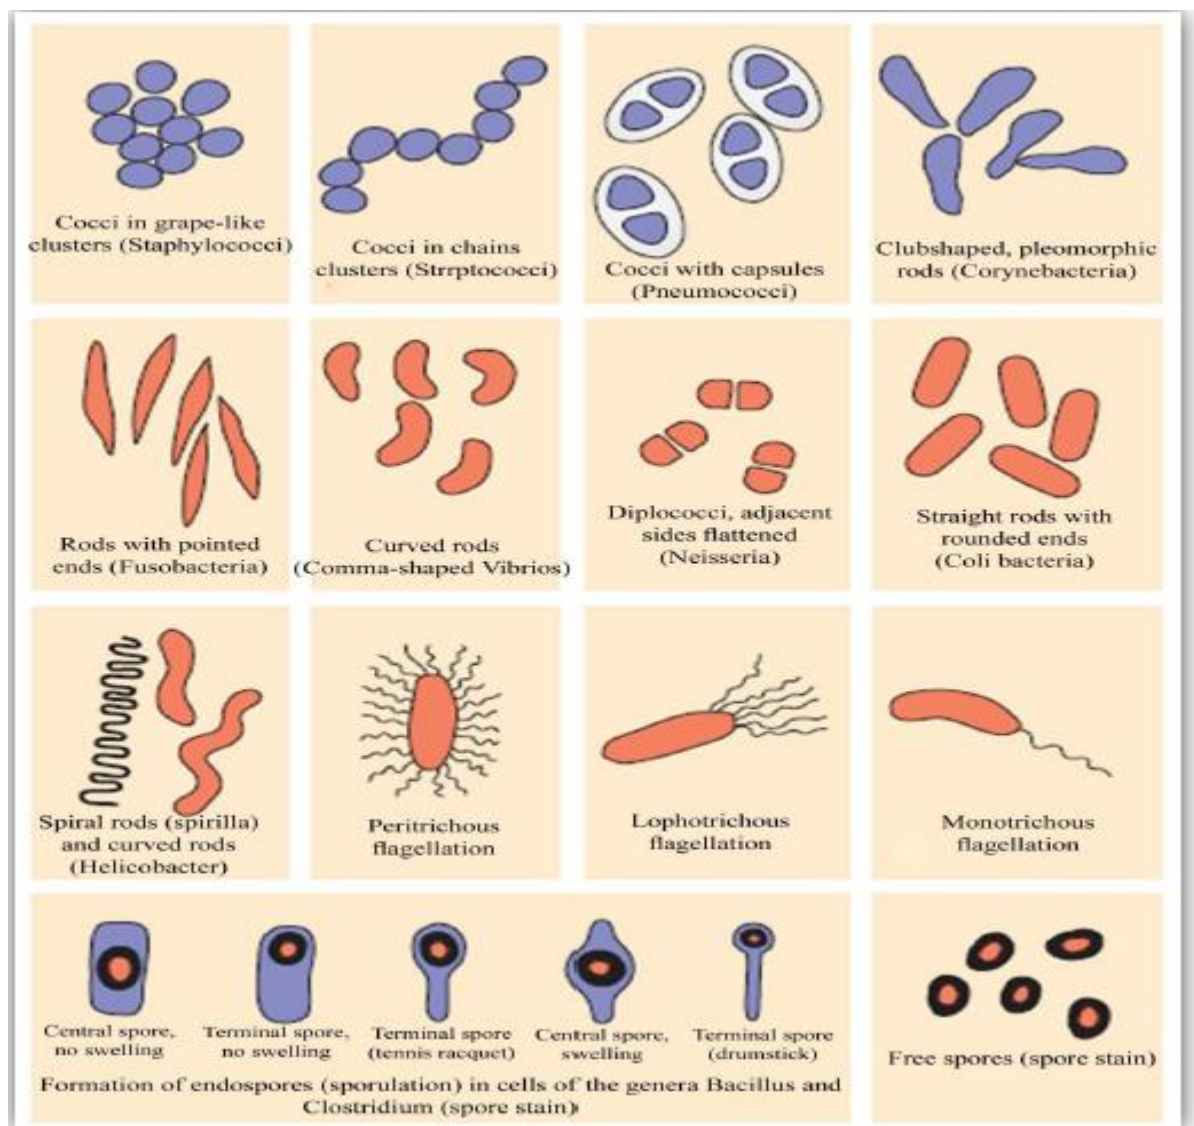 Cocci in grape-like
clusters (Staphylococci)
Cocci in chains
clusters (Strrptococci)
Cocci with capsules
(Pneumococci)
Clubshaped, pleomorphic
rods (Corynebacteria)
Rods with pointed
ends (Fusobacteria)
Curved rods
(Comma-shaped Vibrios)
Diplococci, adjacent
sides flattened
(Neisseria)
Straight rods with
rounded ends
(Coli bacteria)
Spiral rods (spirilla)
and curved rods
(Helicobacter)
Peritrichous
flagellation
Lophotrichous
flagellation
Monotrichous
flagellation
Central spore,
no swelling
Terminal spore,
no swelling
Terminal spore
(tennis racquet)
Central spore,
swelling
Terminal spore
(drumstick)
Formation of endospores (sporulation) in cells of the genera Bacillus and
Clostridium (spore stain)
Free spores (spore stain)